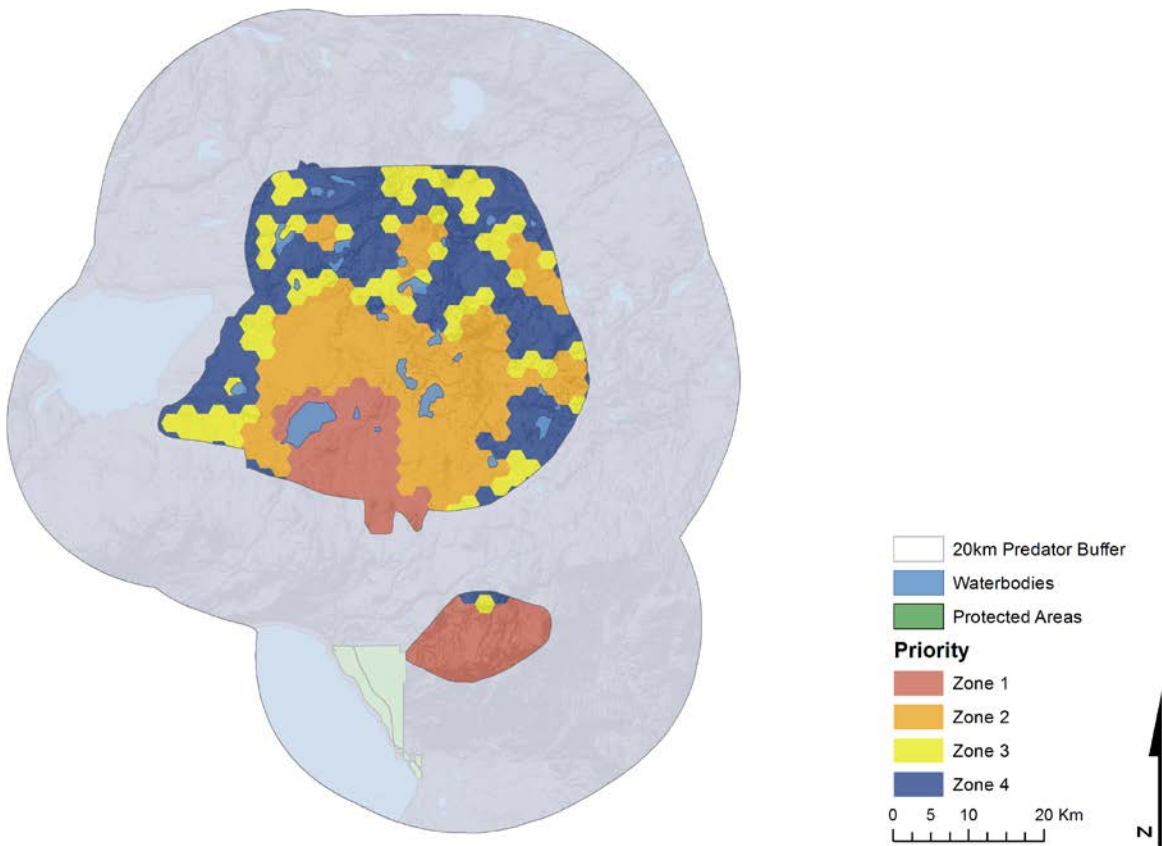 20km Predator Buffer
Waterbodies
Protected Areas
Priority
Zone 1
Zone 2
Zone 3
Zone 4
0 5 10 20 Km
N